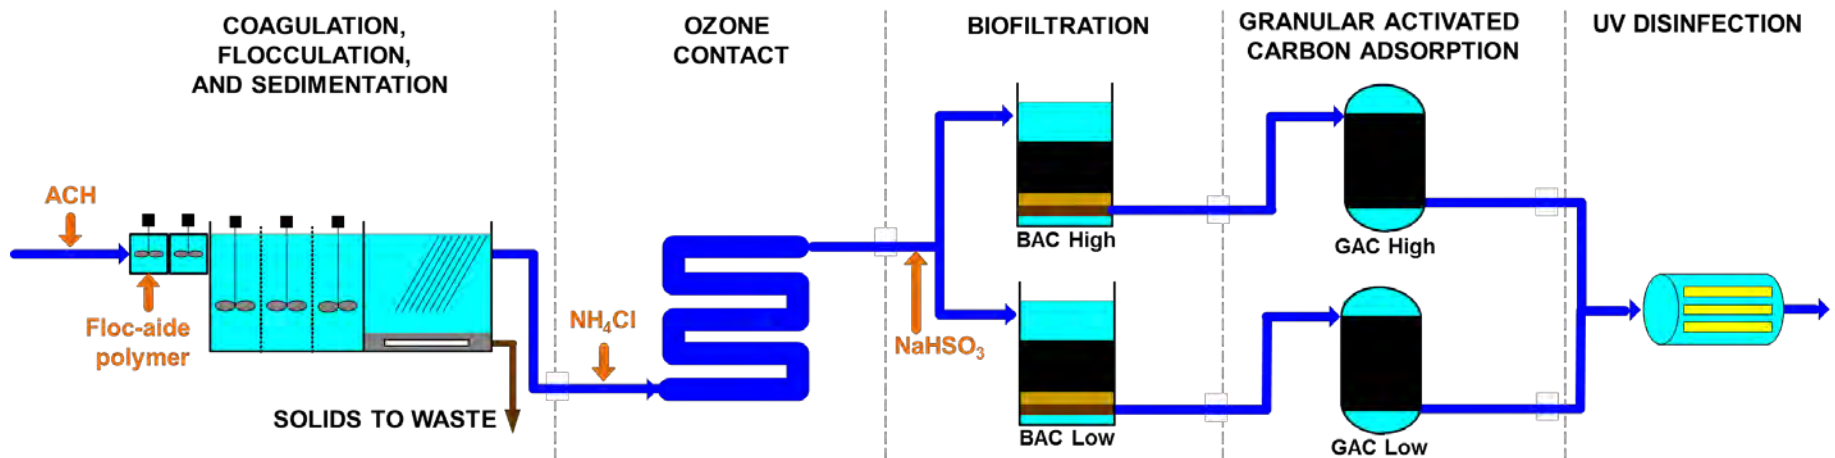 COAGULATION,
FLOCCULATION,
AND SEDIMENTATION
OZONE
CONTACT
BIOFILTRATION
GRANULAR ACTIVATED
CARBON ADSORPTION
UV DISINFECTION
ACH
Floc-aide
polymer
SOLIDS TO WASTE
NH₄Cl
NaHSO₃
BAC High
BAC Low
GAC High
GAC Low